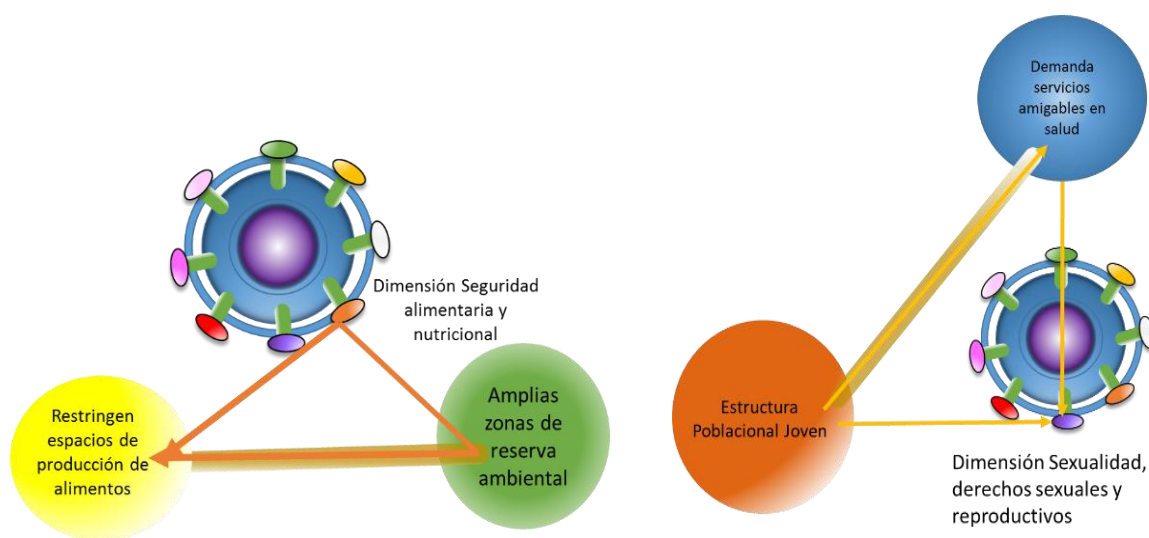 Dimensión Seguridad
alimentaria y
nutricional
Restringen
espacios de
producción de
alimentos
Amplias
zonas de
reserva
ambiental
Demanda
servicios
amigables en
salud
Estructura
Poblacional Joven
Dimensión Sexualidad,
derechos sexuales y
reproductivos